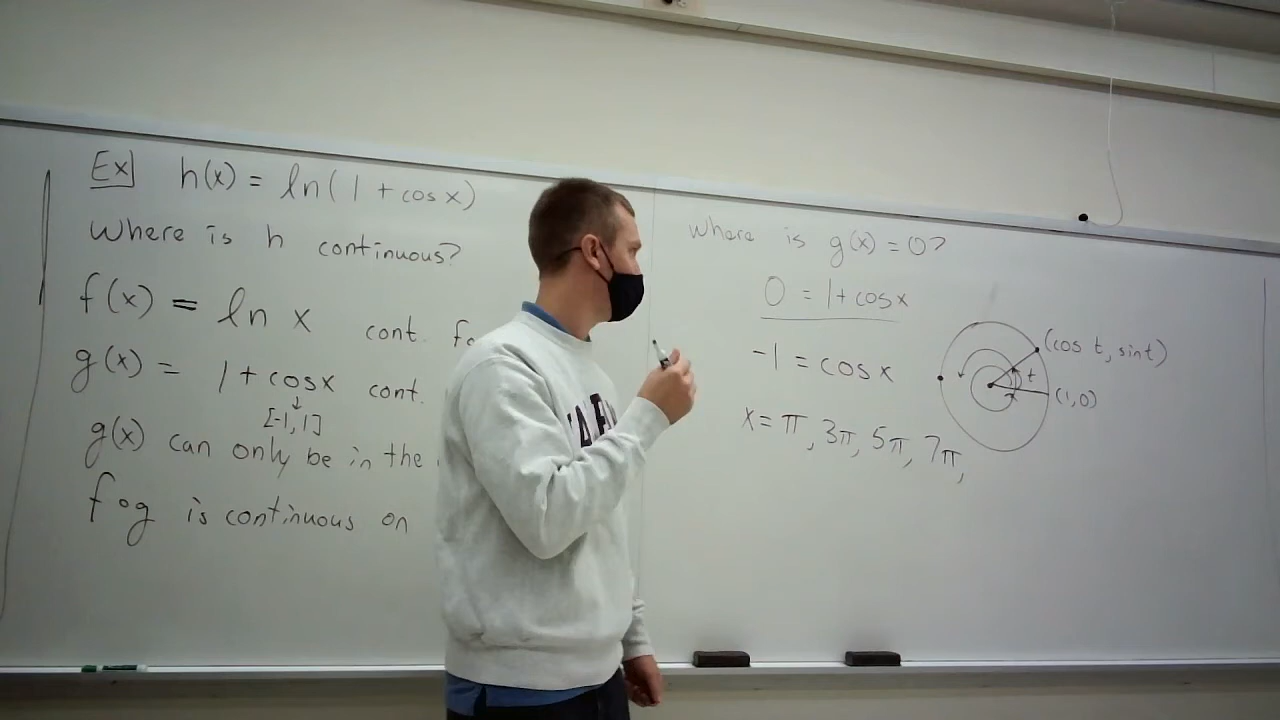 Ex h(x) = ln(1 + cos x)
Where is h continuous?
f(x) = ln x cont.
g(x) = 1 + cos x cont.
↓
[-1, 1]
g(x) can only be in the
f∘g is continuous on
Where is g(x) = 0?
0 = 1 + cos x
-1 = cos x
x = π, 3π, 5π, 7π,
(cos t, sin t)
t
(1,0)